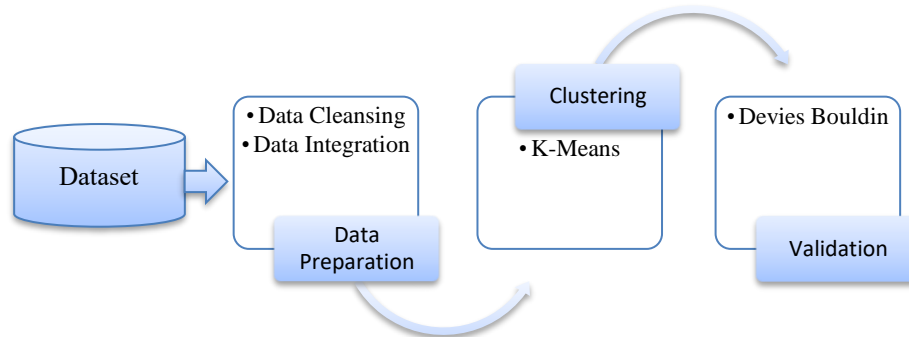 Dataset
• Data Cleansing
• Data Integration
Data
Preparation
Clustering
• K-Means
• Devies Bouldin
Validation